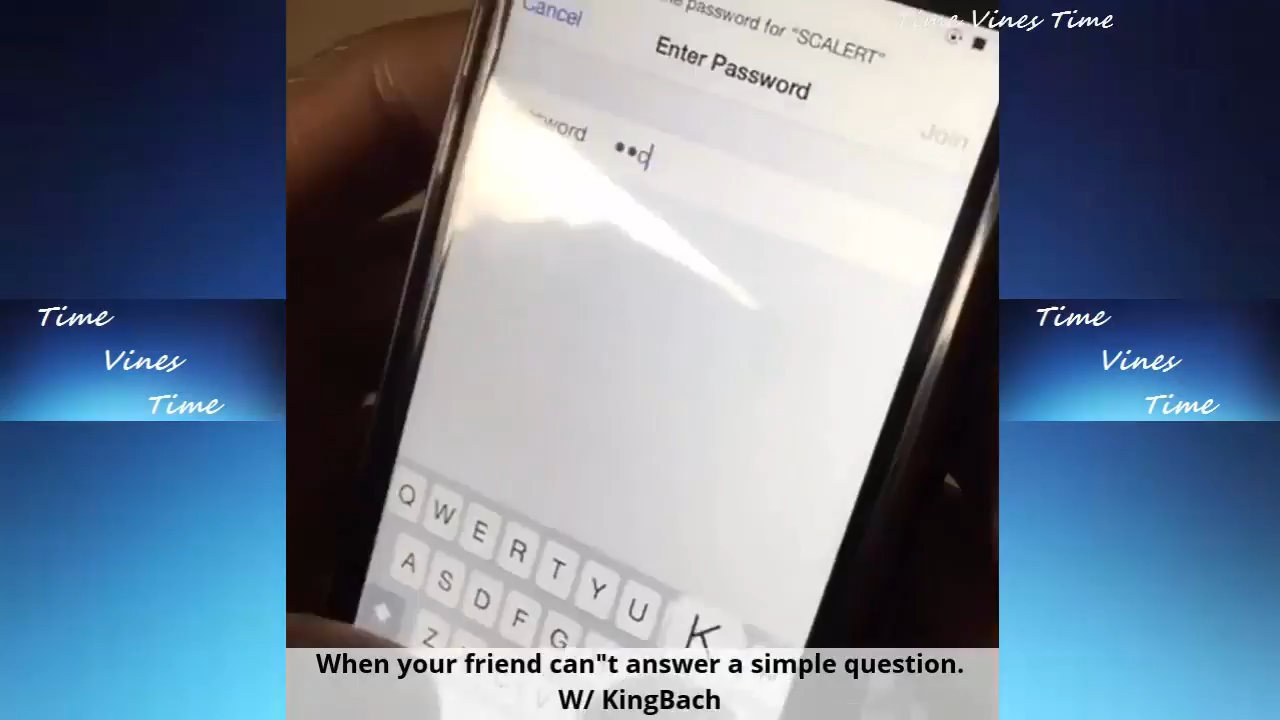 Time Vines Time
password for "SCALERT"
Cancel
Enter Password
Join
••q
Q W E R T Y U
K
A S D F G
Z
Time
Vines
Time
Time
Vines
Time
When your friend can"t answer a simple question.
W/ KingBach